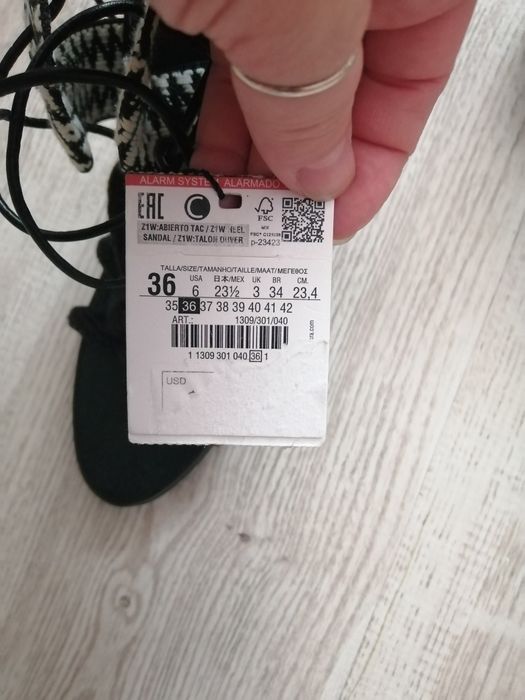 ALARM SYSTEM ALARMADO
EAC C FSC
Z1W:ABIERTO TAC / Z1W:HEEL
SANDAL / Z1W:TALON OUVER
p-23423
TALLA/SIZE/TAMANHO/TAILLE/MAAT/ΜΕΓΕΘΟΣ
36 USA 6 日本/MEX 23½ UK 3 BR 34 CM. 23.4
35 36 37 38 39 40 41 42
ART.: 1309/301/040
1 1309 301 040 36 1
USD